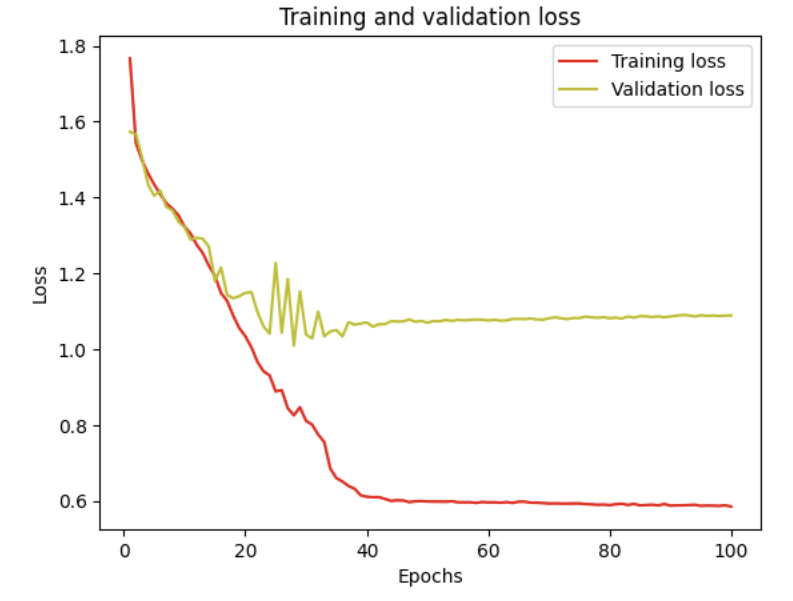 Training and validation loss
Training loss
Validation loss
1.8
1.6
1.4
1.2
1.0
0.8
0.6
Loss
0 20 40 60 80 100
Epochs